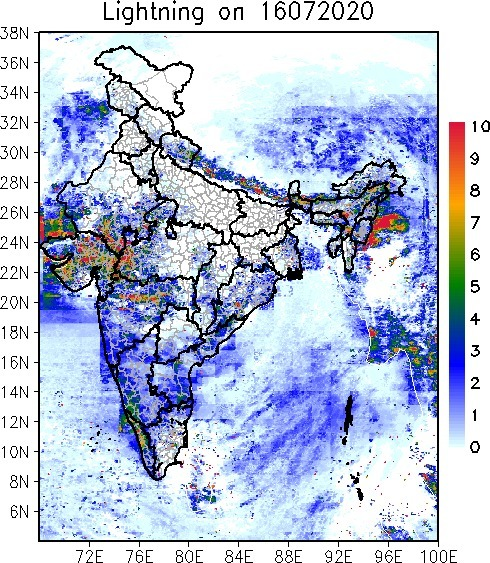 Lightning on 16072020
38N
36N
34N
32N
30N
28N
26N
24N
22N
20N
18N
16N
14N
12N
10N
8N
6N
72E 76E 80E 84E 88E 92E 96E 100E
10
9
8
7
6
5
4
3
2
1
0